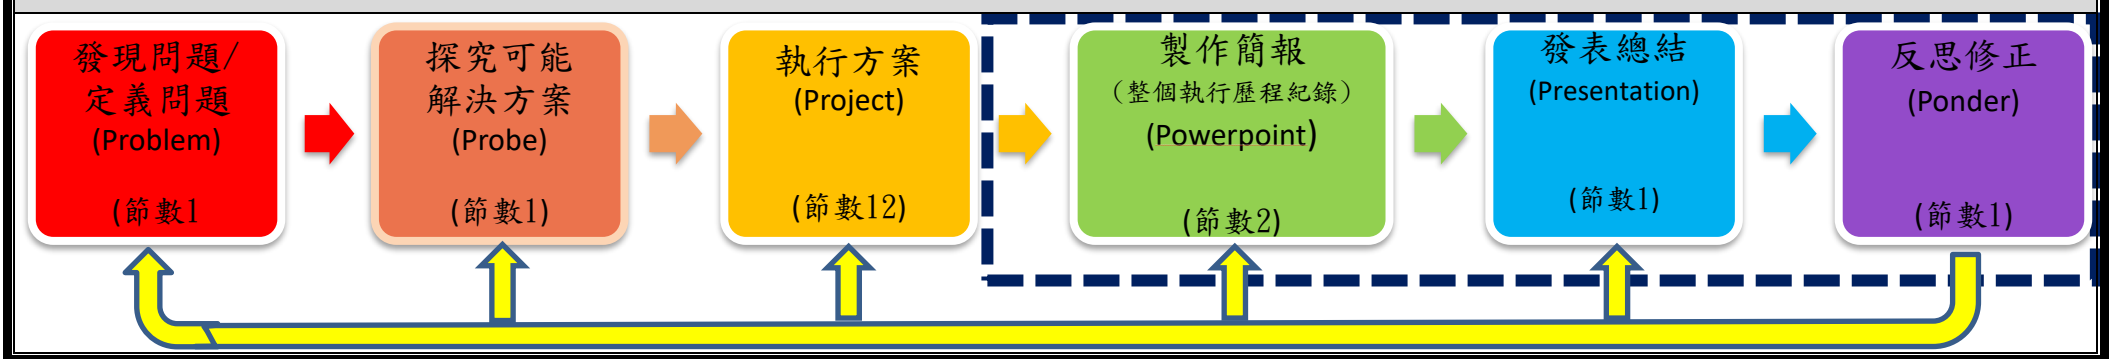 發現問題/
定義問題
(Problem)
(節數1
探究可能
解決方案
(Probe)
(節數1)
執行方案
(Project)
(節數12)
製作簡報
（整個執行歷程紀錄）
(Powerpoint)
(節數2)
發表總結
(Presentation)
(節數1)
反思修正
(Ponder)
(節數1)